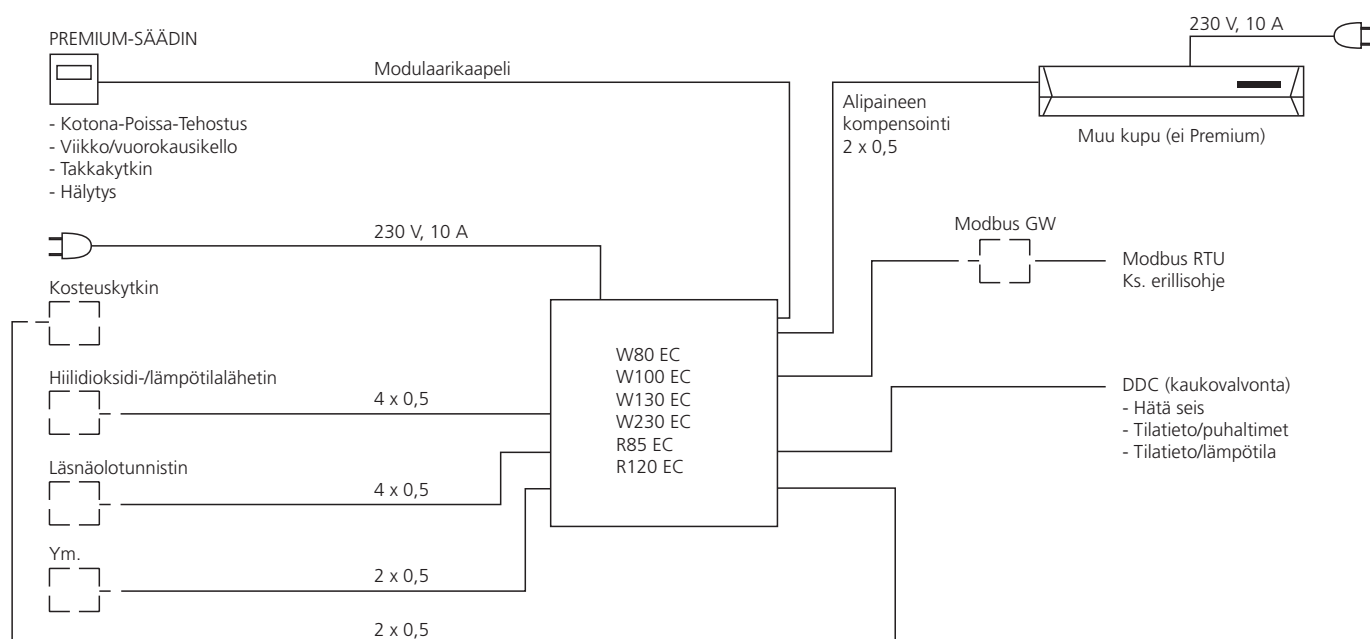 PREMIUM-SÄÄDIN
- Kotona-Poissa-Tehostus
- Viikko/vuorokausikello
- Takkakytkin
- Hälytys
Modulaarikaapeli
230 V, 10 A
Alipaineen
kompensointi
2 x 0,5
Muu kupu (ei Premium)
230 V, 10 A
Modbus GW
Modbus RTU
Ks. erillisohje
Kosteuskytkin
W80 EC
W100 EC
W130 EC
W230 EC
R85 EC
R120 EC
Hiilidioksidi-/lämpötilalähetin
4 x 0,5
DDC (kaukovalvonta)
- Hätä seis
- Tilatieto/puhaltimet
- Tilatieto/lämpötila
Läsnäolotunnistin
4 x 0,5
Ym.
2 x 0,5
2 x 0,5